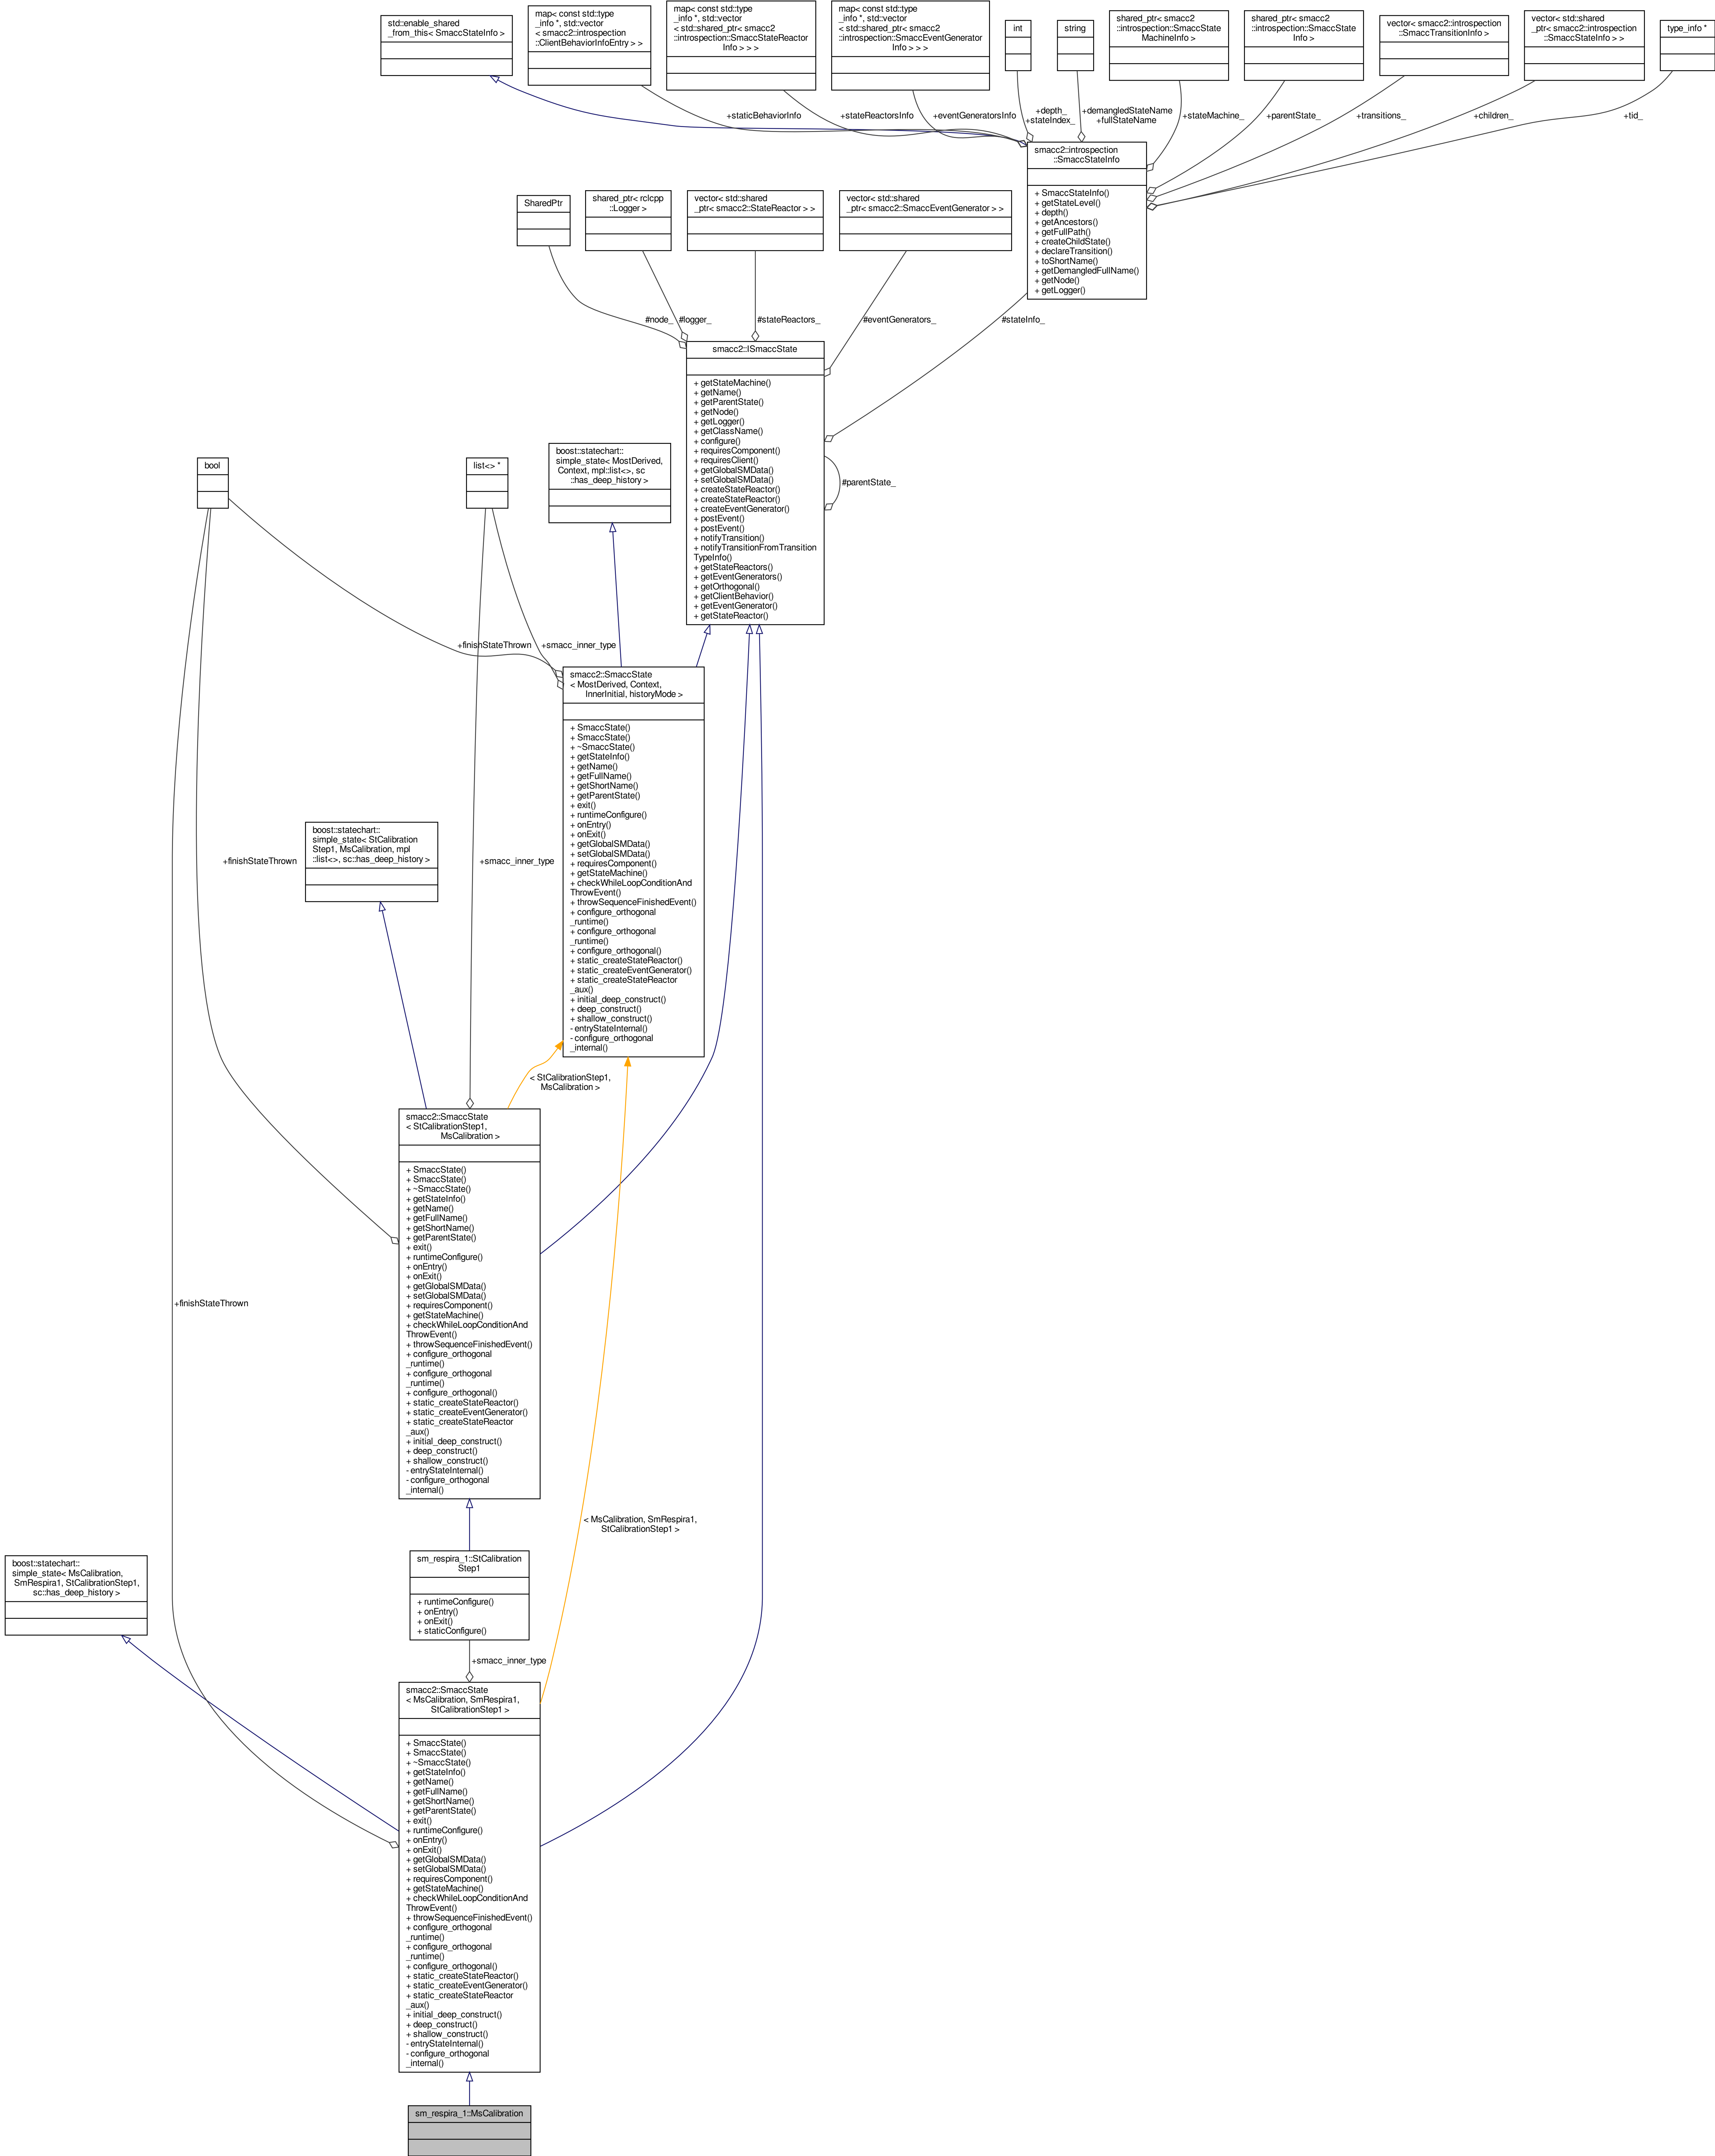 std::enable_shared
_from_this< SmaccStateInfo >
map< const std::type
_info *, std::vector
< smacc2::introspection
::ClientBehaviorInfoEntry > >
map< const std::type
_info *, std::vector
< std::shared_ptr< smacc2
::introspection::SmaccStateReactor
Info > > >
map< const std::type
_info *, std::vector
< std::shared_ptr< smacc2
::introspection::SmaccEventGenerator
Info > > >
int
string
shared_ptr< smacc2
::introspection::SmaccState
MachineInfo >
shared_ptr< smacc2
::introspection::SmaccState
Info >
vector< smacc2::introspection
::SmaccTransitionInfo >
vector< std::shared
_ptr< smacc2::introspection
::SmaccStateInfo > >
type_info *
+staticBehaviorInfo
+stateReactorsInfo
+eventGeneratorsInfo
+depth_
+stateIndex_
+demangledStateName
+fullStateName
+stateMachine_
+parentState_
+transitions_
+children_
+tid_
smacc2::introspection
::SmaccStateInfo
+ SmaccStateInfo()
+ getStateLevel()
+ depth()
+ getAncestors()
+ getFullPath()
+ createChildState()
+ declareTransition()
+ toShortName()
+ getDemangledFullName()
+ getNode()
+ getLogger()
SharedPtr
shared_ptr< rclcpp
::Logger >
vector< std::shared
_ptr< smacc2::StateReactor > >
vector< std::shared
_ptr< smacc2::SmaccEventGenerator > >
#node_
#logger_
#stateReactors_
#eventGenerators_
#stateInfo_
smacc2::ISmaccState
+ getStateMachine()
+ getName()
+ getParentState()
+ getNode()
+ getLogger()
+ getClassName()
+ configure()
+ requiresComponent()
+ requiresClient()
+ getGlobalSMData()
+ setGlobalSMData()
+ createStateReactor()
+ createStateReactor()
+ createEventGenerator()
+ postEvent()
+ postEvent()
+ notifyTransition()
+ notifyTransitionFromTransition
TypeInfo()
+ getStateReactors()
+ getEventGenerators()
+ getOrthogonal()
+ getClientBehavior()
+ getEventGenerator()
+ getStateReactor()
#parentState_
bool
list<> *
boost::statechart::
simple_state< MostDerived,
Context, mpl::list<>, sc
::has_deep_history >
+finishStateThrown
+smacc_inner_type
smacc2::SmaccState
< MostDerived, Context,
InnerInitial, historyMode >
+ SmaccState()
+ SmaccState()
+ ~SmaccState()
+ getStateInfo()
+ getName()
+ getFullName()
+ getShortName()
+ getParentState()
+ exit()
+ runtimeConfigure()
+ onEntry()
+ onExit()
+ getGlobalSMData()
+ setGlobalSMData()
+ requiresComponent()
+ getStateMachine()
+ checkWhileLoopConditionAnd
ThrowEvent()
+ throwSequenceFinishedEvent()
+ configure_orthogonal
_runtime()
+ configure_orthogonal
_runtime()
+ configure_orthogonal()
+ static_createStateReactor()
+ static_createEventGenerator()
+ static_createStateReactor
_aux()
+ initial_deep_construct()
+ deep_construct()
+ shallow_construct()
- entryStateInternal()
- configure_orthogonal
_internal()
boost::statechart::
simple_state< StCalibration
Step1, MsCalibration, mpl
::list<>, sc::has_deep_history >
+finishStateThrown
+smacc_inner_type
< StCalibrationStep1,
MsCalibration >
smacc2::SmaccState
< StCalibrationStep1,
MsCalibration >
+ SmaccState()
+ SmaccState()
+ ~SmaccState()
+ getStateInfo()
+ getName()
+ getFullName()
+ getShortName()
+ getParentState()
+ exit()
+ runtimeConfigure()
+ onEntry()
+ onExit()
+ getGlobalSMData()
+ setGlobalSMData()
+ requiresComponent()
+ getStateMachine()
+ checkWhileLoopConditionAnd
ThrowEvent()
+ throwSequenceFinishedEvent()
+ configure_orthogonal
_runtime()
+ configure_orthogonal
_runtime()
+ configure_orthogonal()
+ static_createStateReactor()
+ static_createEventGenerator()
+ static_createStateReactor
_aux()
+ initial_deep_construct()
+ deep_construct()
+ shallow_construct()
- entryStateInternal()
- configure_orthogonal
_internal()
+finishStateThrown
< MsCalibration, SmRespira1,
StCalibrationStep1 >
boost::statechart::
simple_state< MsCalibration,
SmRespira1, StCalibrationStep1,
sc::has_deep_history >
sm_respira_1::StCalibration
Step1
+ runtimeConfigure()
+ onEntry()
+ onExit()
+ staticConfigure()
+smacc_inner_type
smacc2::SmaccState
< MsCalibration, SmRespira1,
StCalibrationStep1 >
+ SmaccState()
+ SmaccState()
+ ~SmaccState()
+ getStateInfo()
+ getName()
+ getFullName()
+ getShortName()
+ getParentState()
+ exit()
+ runtimeConfigure()
+ onEntry()
+ onExit()
+ getGlobalSMData()
+ setGlobalSMData()
+ requiresComponent()
+ getStateMachine()
+ checkWhileLoopConditionAnd
ThrowEvent()
+ throwSequenceFinishedEvent()
+ configure_orthogonal
_runtime()
+ configure_orthogonal
_runtime()
+ configure_orthogonal()
+ static_createStateReactor()
+ static_createEventGenerator()
+ static_createStateReactor
_aux()
+ initial_deep_construct()
+ deep_construct()
+ shallow_construct()
- entryStateInternal()
- configure_orthogonal
_internal()
sm_respira_1::MsCalibration